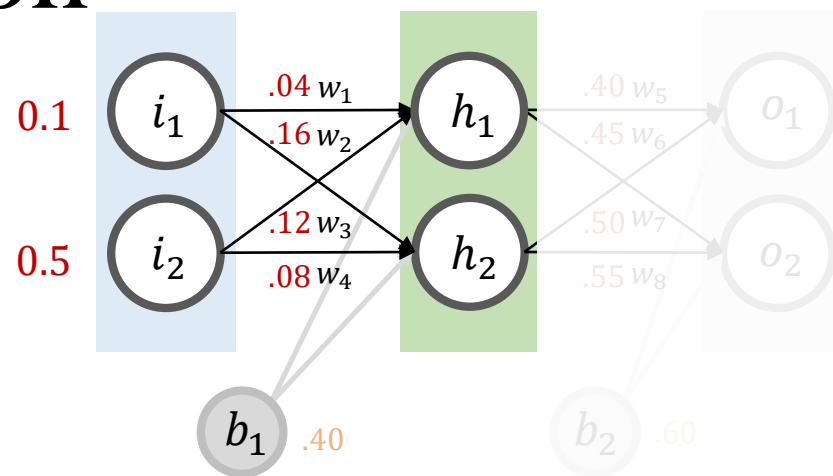 i₁ .04 w₁ h₁ .40 w₅ o₁
0.1 .16 w₂ .45 w₆
i₂ .12 w₃ h₂ .50 w₇ o₂
0.5 .08 w₄ .55 w₈
b₁ .40 b₂ .60